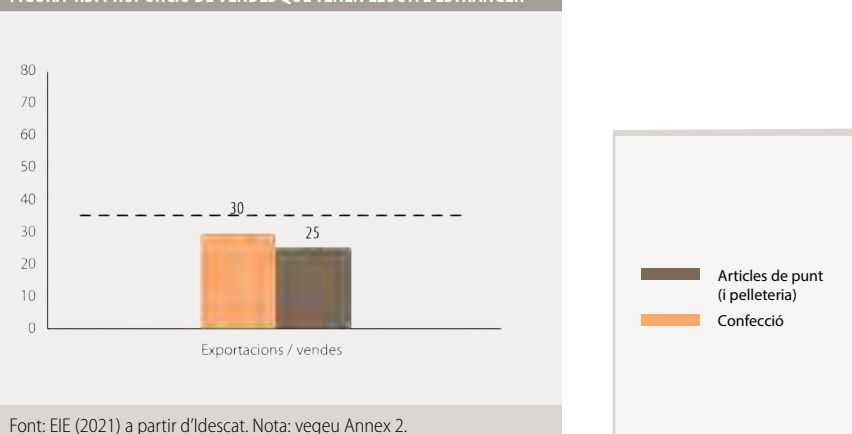 80
70
60
50
40
30
20
10
0
30
25
Exportacions / vendes
Articles de punt
(i pelleteria)
Confecció
Font: EIE (2021) a partir d'Idescat. Nota: vegeu Annex 2.